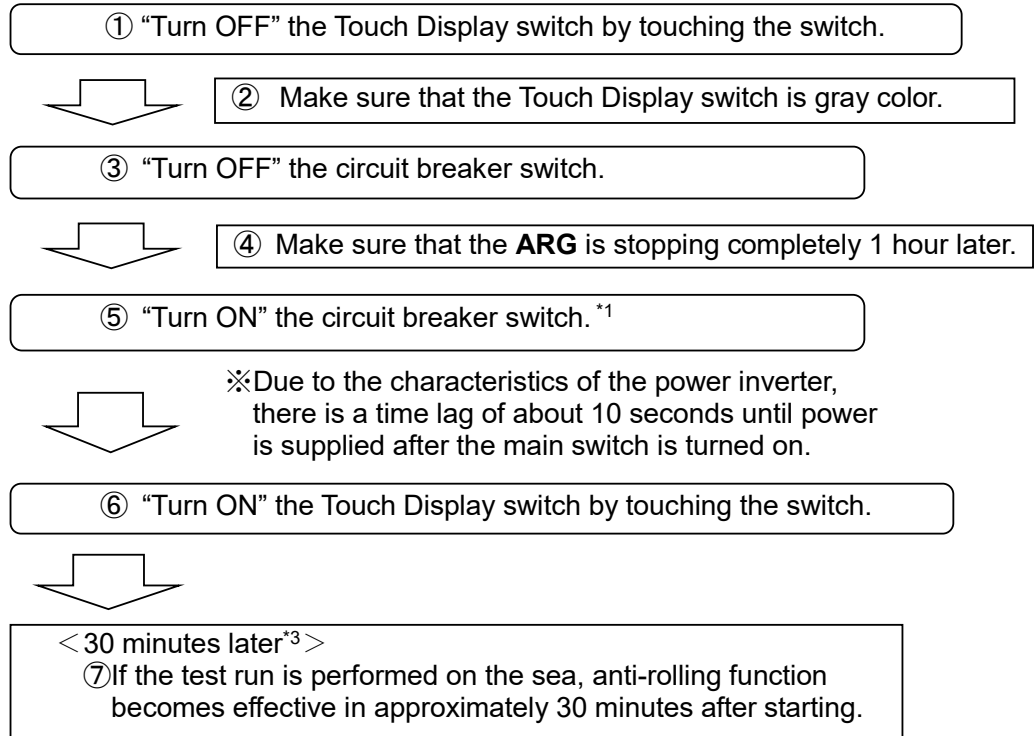 ① “Turn OFF” the Touch Display switch by touching the switch.
② Make sure that the Touch Display switch is gray color.
③ “Turn OFF” the circuit breaker switch.
④ Make sure that the ARG is stopping completely 1 hour later.
⑤ “Turn ON” the circuit breaker switch. *1
※Due to the characteristics of the power inverter,
there is a time lag of about 10 seconds until power
is supplied after the main switch is turned on.
⑥ “Turn ON” the Touch Display switch by touching the switch.
＜30 minutes later*3＞
⑦If the test run is performed on the sea, anti-rolling function
becomes effective in approximately 30 minutes after starting.